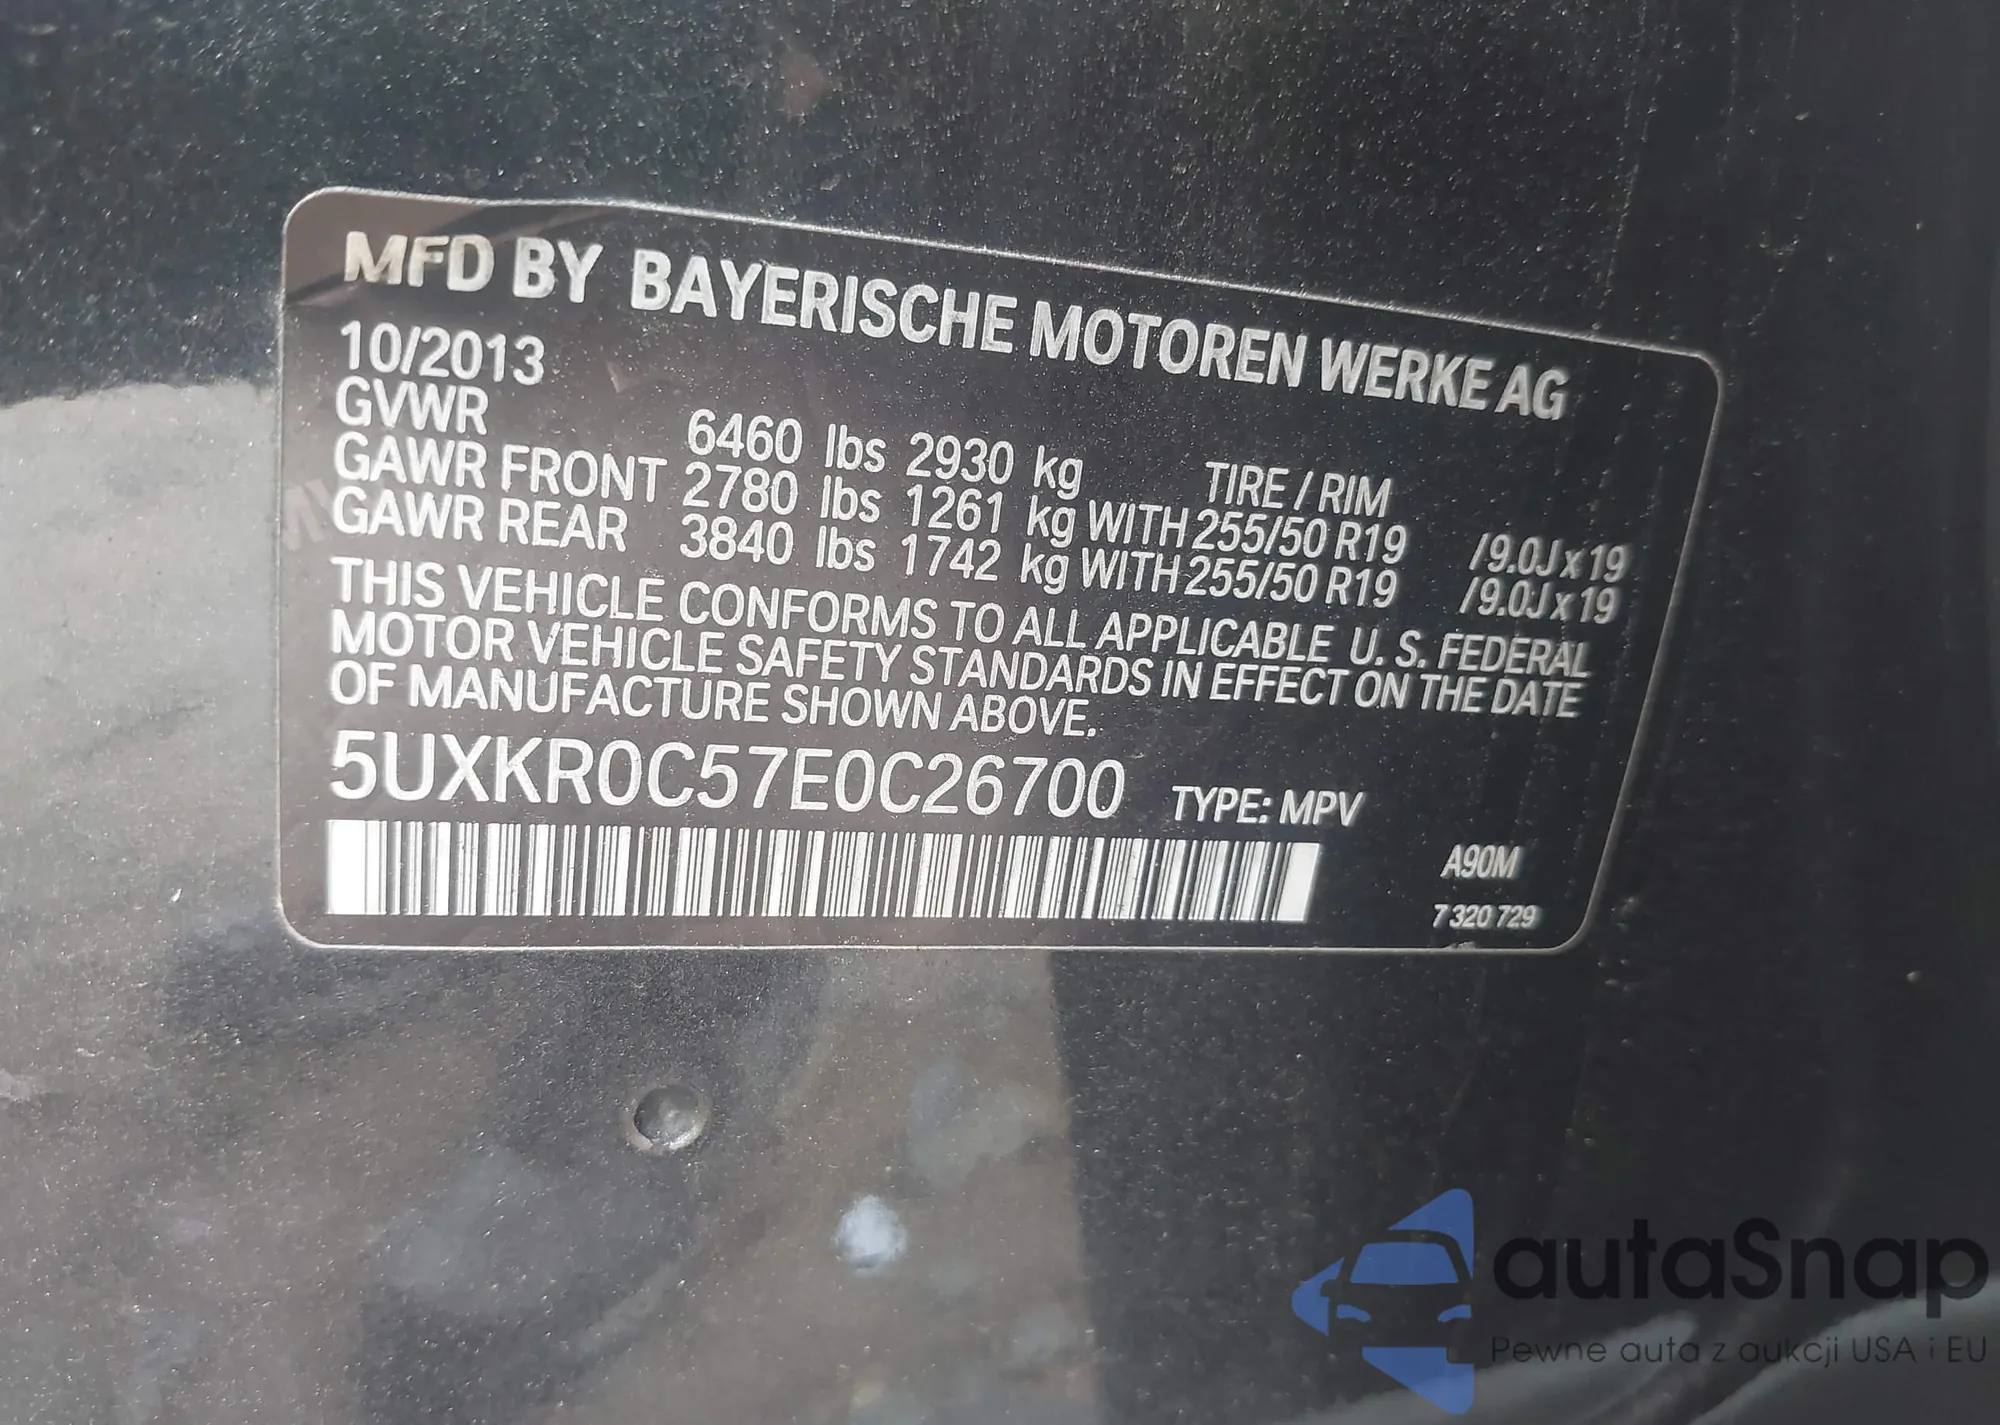 MFD BY BAYERISCHE MOTOREN WERKE AG
10/2013
GVWR 6460 lbs 2930 kg TIRE / RIM
GAWR FRONT 2780 lbs 1261 kg WITH 255/50 R19 /9.0J x 19
GAWR REAR 3840 lbs 1742 kg WITH 255/50 R19 /9.0J x 19
THIS VEHICLE CONFORMS TO ALL APPLICABLE U. S. FEDERAL
MOTOR VEHICLE SAFETY STANDARDS IN EFFECT ON THE DATE
OF MANUFACTURE SHOWN ABOVE.
5UXKR0C57E0C26700 TYPE: MPV
A90M
7 320 729
autaSnap
Pewne auta z aukcji USA i EU